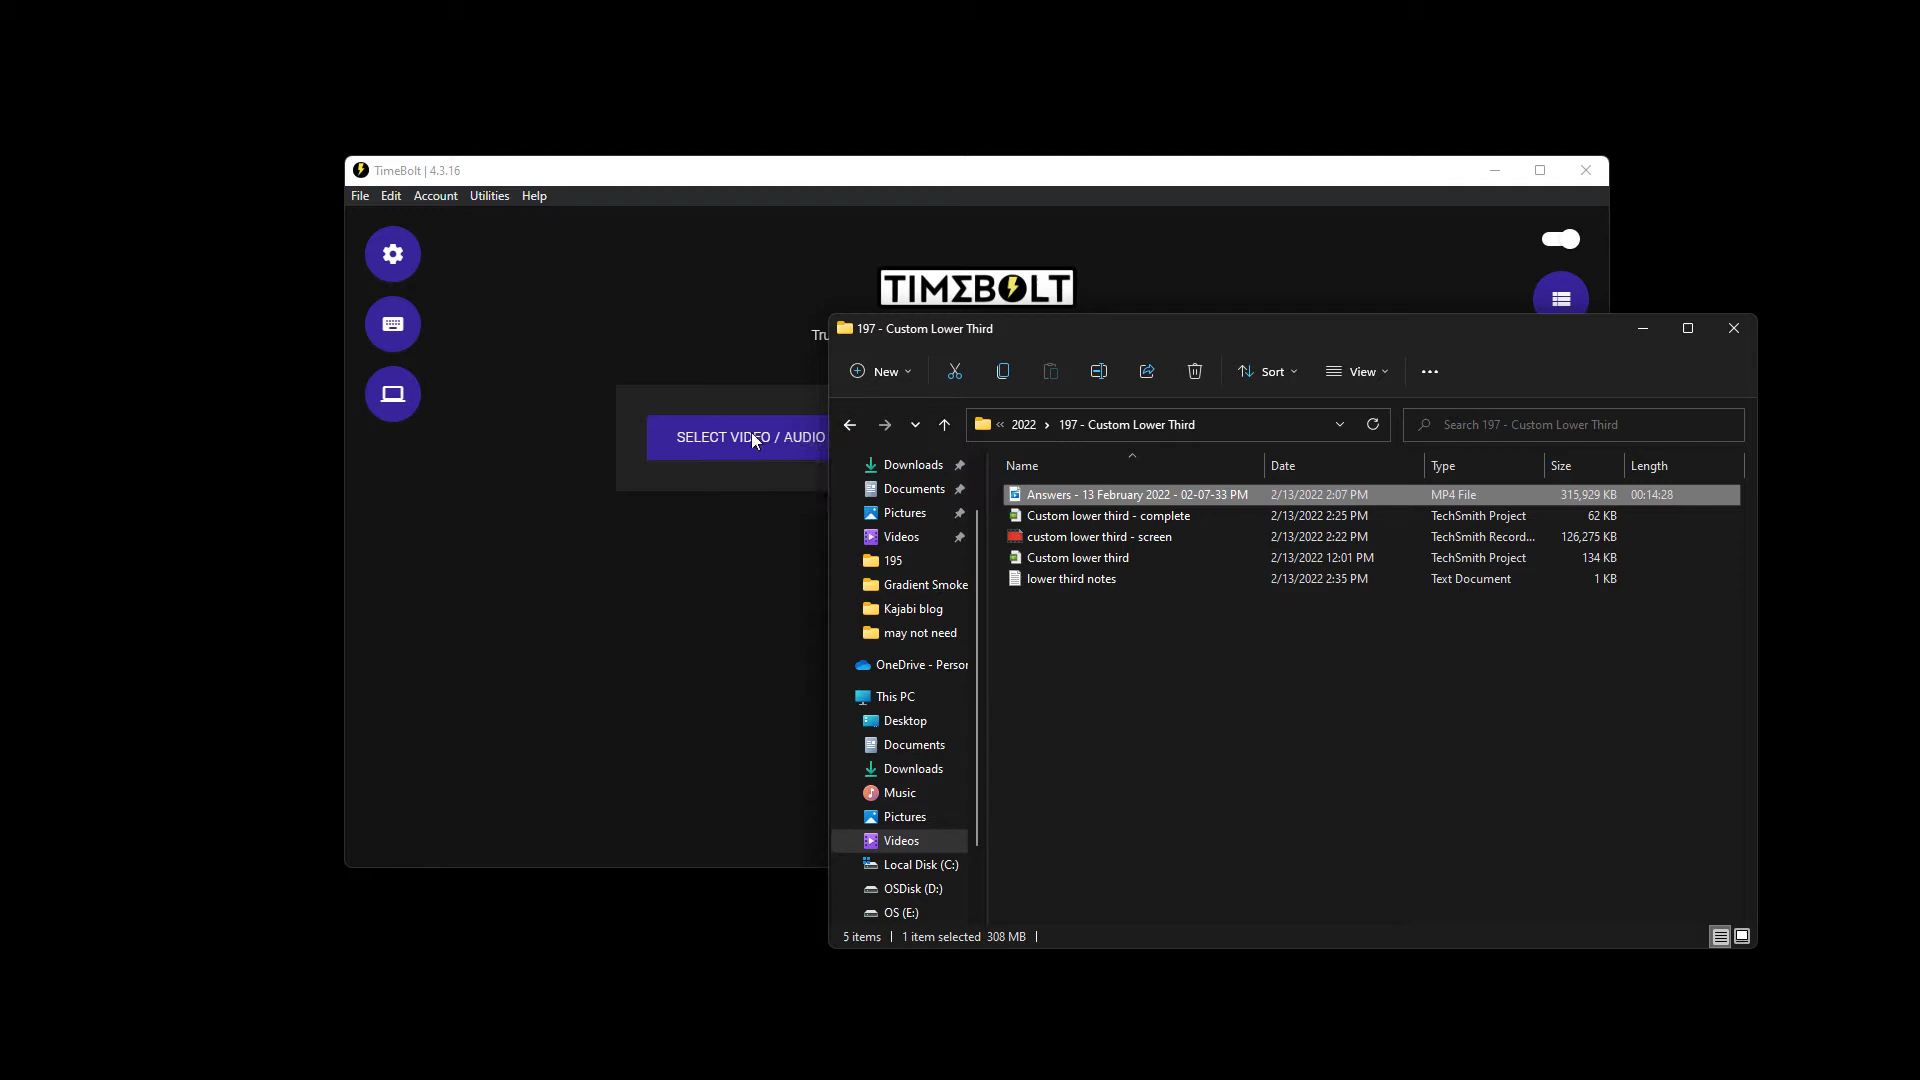 TimeBolt | 4.3.16
File Edit Account Utilities Help
TIMEBOLT
Tru
SELECT VIDEO / AUDIO
197 - Custom Lower Third
New Sort View
2022 197 - Custom Lower Third
Search 197 - Custom Lower Third
Name Date Type Size Length
Answers - 13 February 2022 - 02-07-33 PM 2/13/2022 2:07 PM MP4 File 315,929 KB 00:14:28
Custom lower third - complete 2/13/2022 2:25 PM TechSmith Project 62 KB
custom lower third - screen 2/13/2022 2:22 PM TechSmith Record... 126,275 KB
Custom lower third 2/13/2022 12:01 PM TechSmith Project 134 KB
lower third notes 2/13/2022 2:35 PM Text Document 1 KB
Downloads
Documents
Pictures
Videos
195
Gradient Smoke
Kajabi blog
may not need
OneDrive - Person
This PC
Desktop
Documents
Downloads
Music
Pictures
Videos
Local Disk (C:)
OSDisk (D:)
OS (E:)
5 items 1 item selected 308 MB